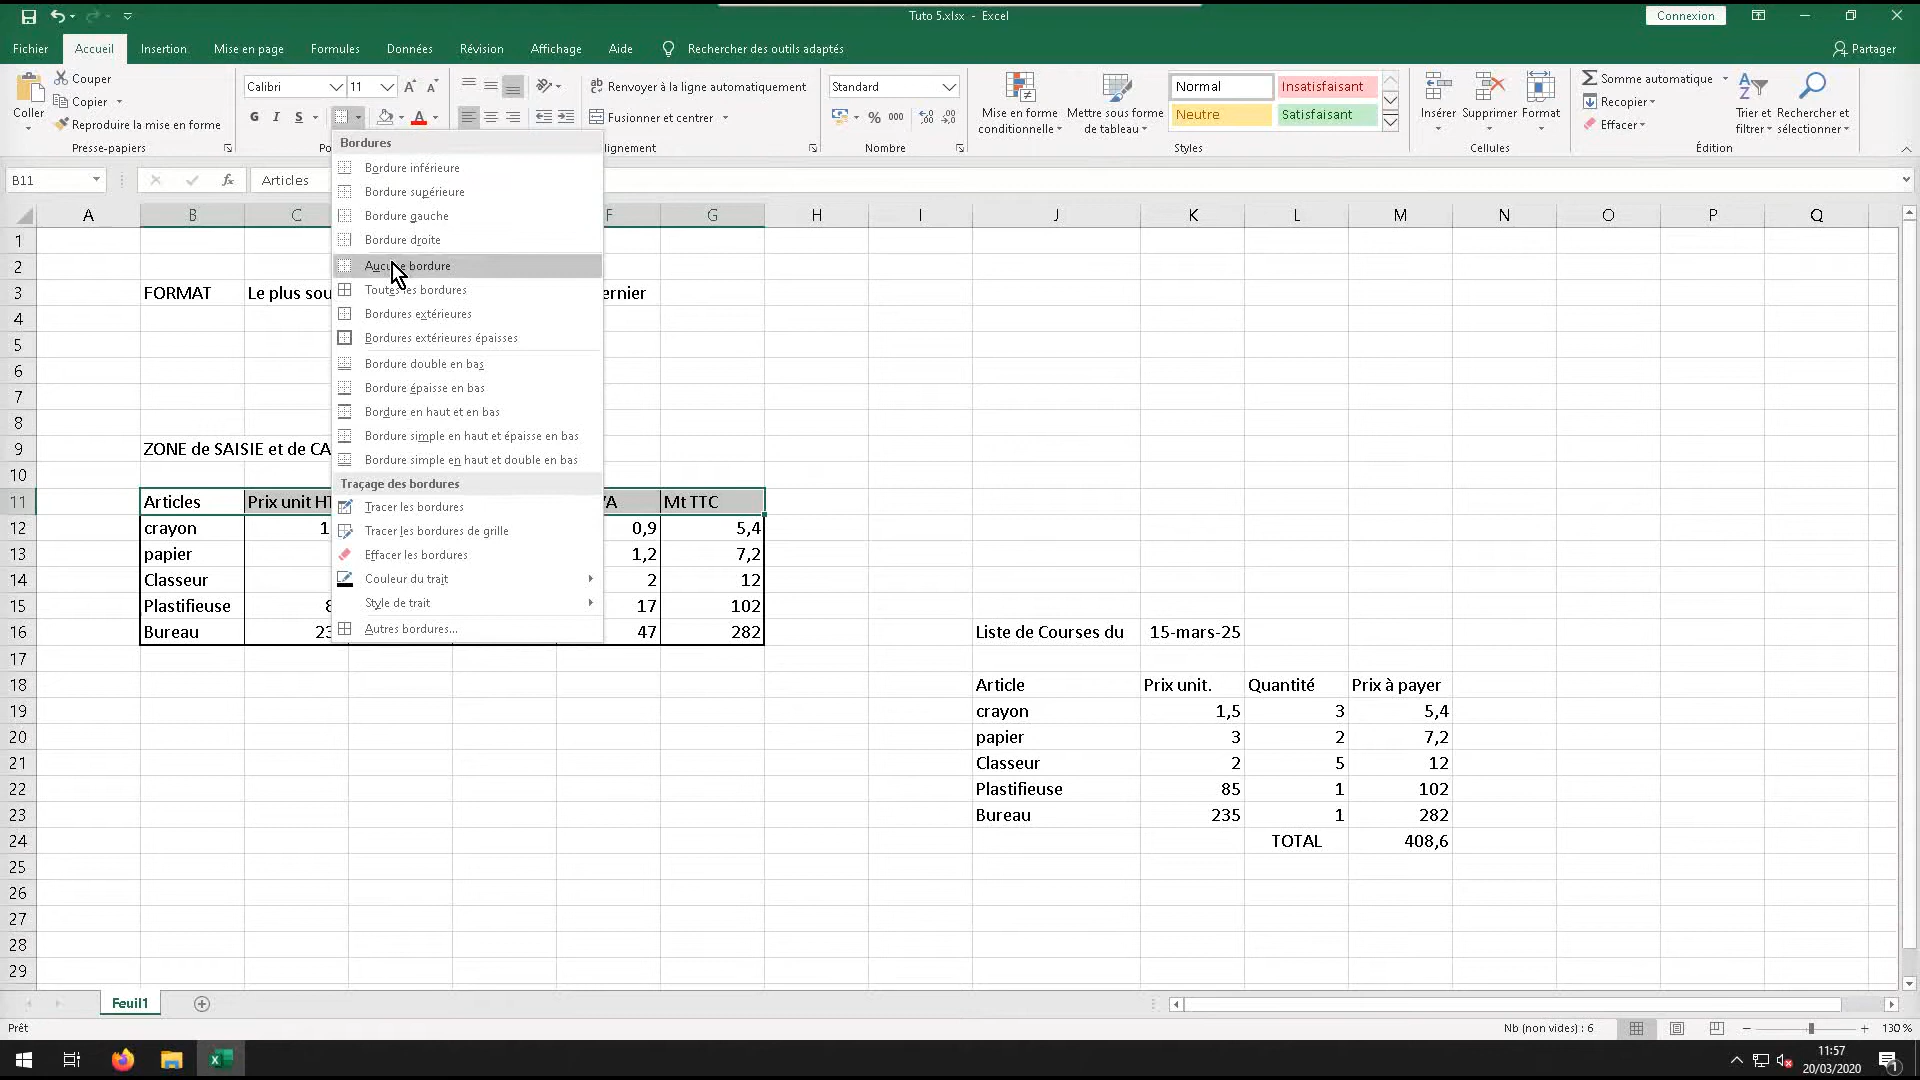 Tuto 5.xlsx - Excel
Connexion
Fichier Accueil Insertion Mise en page Formules Données Révision Affichage Aide Rechercher des outils adaptés Partager
Coller
Couper
Copier
Reproduire la mise en forme
Presse-papiers
Calibri 11
G I S
Po
Renvoyer à la ligne automatiquement
Fusionner et centrer
lignement
Standard
% 000
Nombre
Mise en forme conditionnelle
Mettre sous forme de tableau
Normal Insatisfaisant
Neutre Satisfaisant
Styles
Insérer Supprimer Format
Cellules
Somme automatique
Recopier
Effacer
Trier et filtrer
Rechercher et sélectionner
Édition
B11 fx Articles
Bordures
Bordure inférieure
Bordure supérieure
Bordure gauche
Bordure droite
Aucune bordure
Toutes les bordures
Bordures extérieures
Bordures extérieures épaisses
Bordure double en bas
Bordure épaisse en bas
Bordure en haut et en bas
Bordure simple en haut et épaisse en bas
Bordure simple en haut et double en bas
Traçage des bordures
Tracer les bordures
Tracer les bordures de grille
Effacer les bordures
Couleur du trait
Style de trait
Autres bordures...
A B C F G H I J K L M N O P Q
1
2
3 FORMAT Le plus sou ernier
4
5
6
7
8
9 ZONE de SAISIE et de CA
10
11 Articles Prix unit HT VA Mt TTC
12 crayon 1 0,9 5,4
13 papier 1,2 7,2
14 Classeur 2 12
15 Plastifieuse 8 17 102
16 Bureau 23 47 282 Liste de Courses du 15-mars-25
17
18 Article Prix unit. Quantité Prix à payer
19 crayon 1,5 3 5,4
20 papier 3 2 7,2
21 Classeur 2 5 12
22 Plastifieuse 85 1 102
23 Bureau 235 1 282
24 TOTAL 408,6
25
26
27
28
29
Feuil1
Prêt Nb (non vides) : 6 130 %
11:57
20/03/2020
1